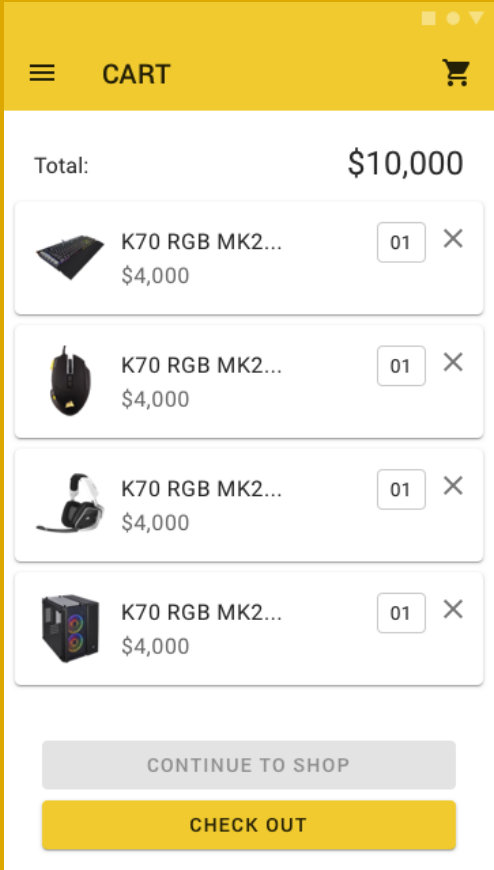 CART
Total: $10,000
K70 RGB MK2... 01
$4,000
K70 RGB MK2... 01
$4,000
K70 RGB MK2... 01
$4,000
K70 RGB MK2... 01
$4,000
CONTINUE TO SHOP
CHECK OUT